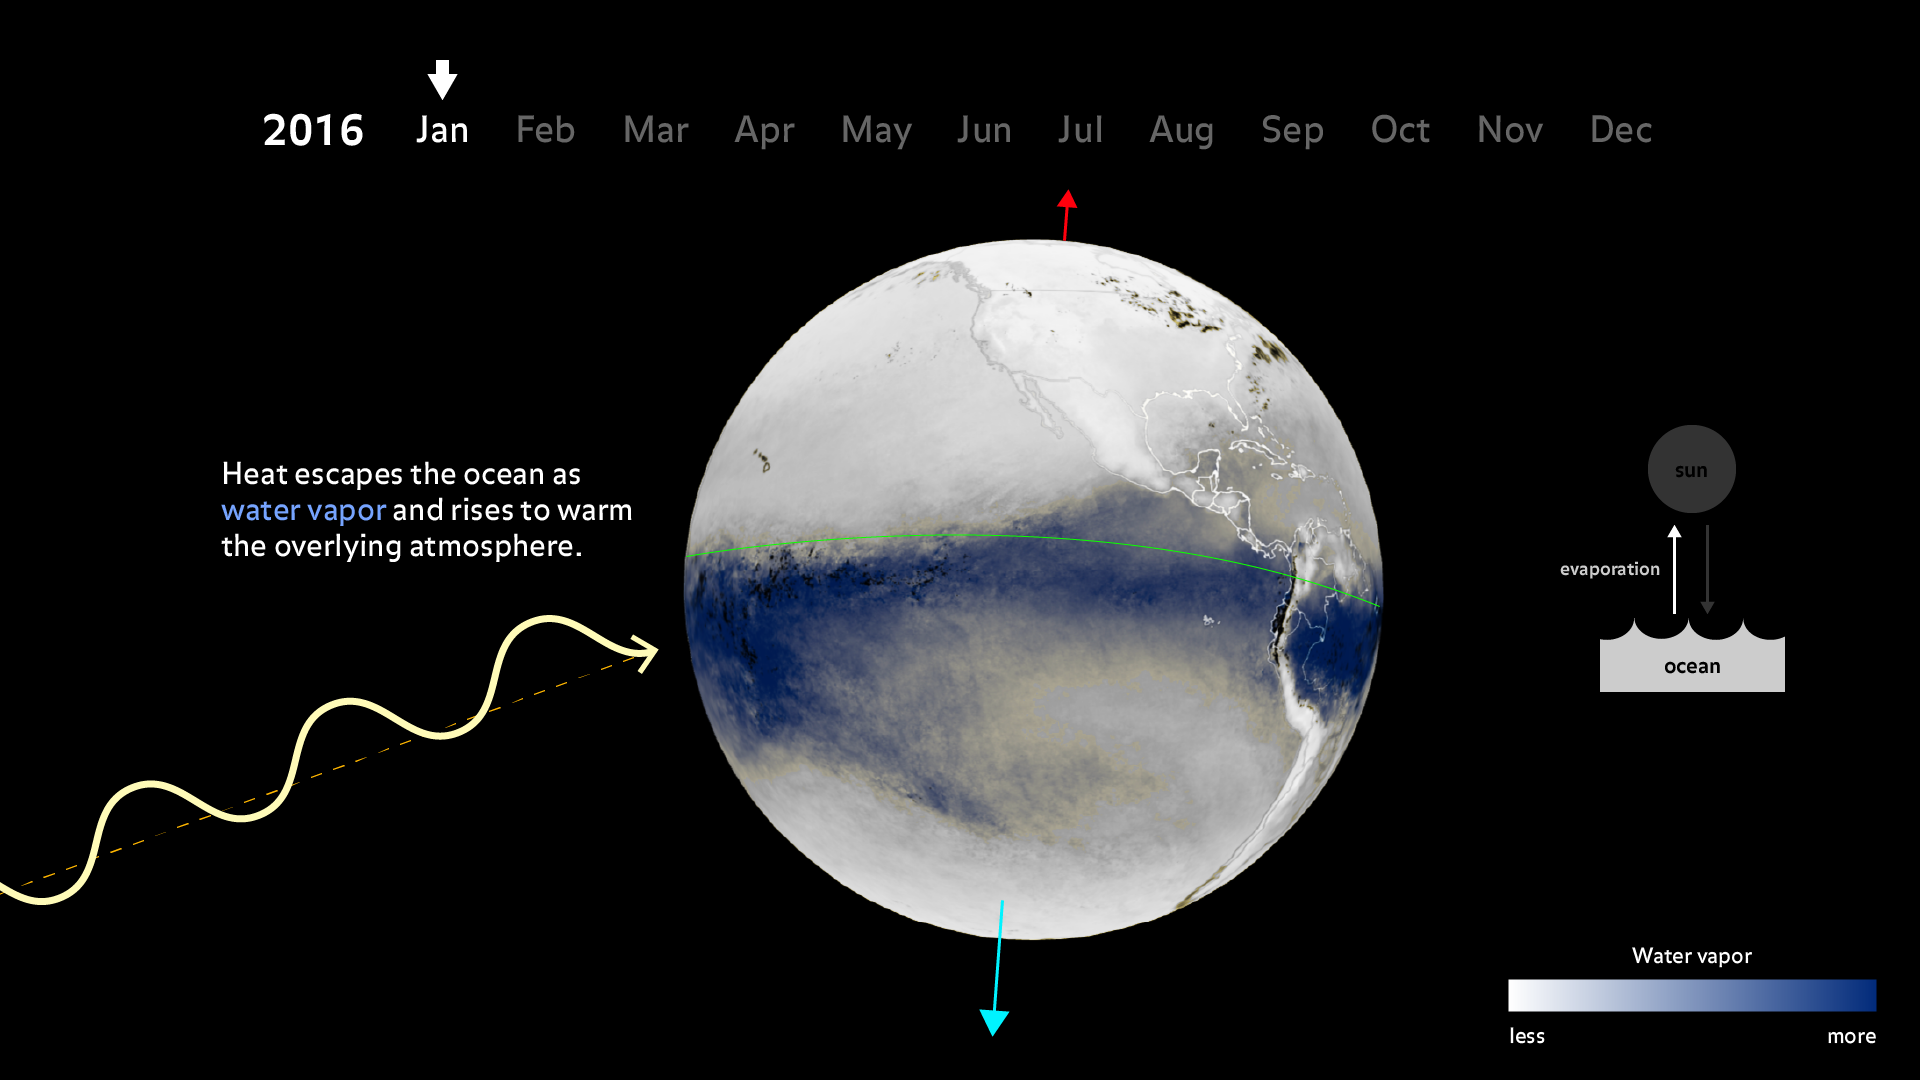 2016 Jan Feb Mar Apr May Jun Jul Aug Sep Oct Nov Dec
Heat escapes the ocean as
water vapor and rises to warm
the overlying atmosphere.
sun
evaporation
ocean
Water vapor
less more